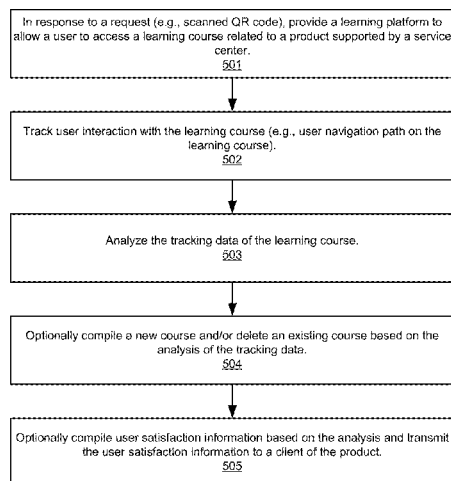 In response to a request (e.g., scanned QR code), provide a learning platform to
allow a user to access a learning course related to a product supported by a service
center.
501
Track user interaction with the learning course (e.g., user navigation path on the
learning course).
502
Analyze the tracking data of the learning course.
503
Optionally compile a new course and/or delete an existing course based on the
analysis of the tracking data.
504
Optionally compile user satisfaction information based on the analysis and transmit
the user satisfaction information to a client of the product.
505